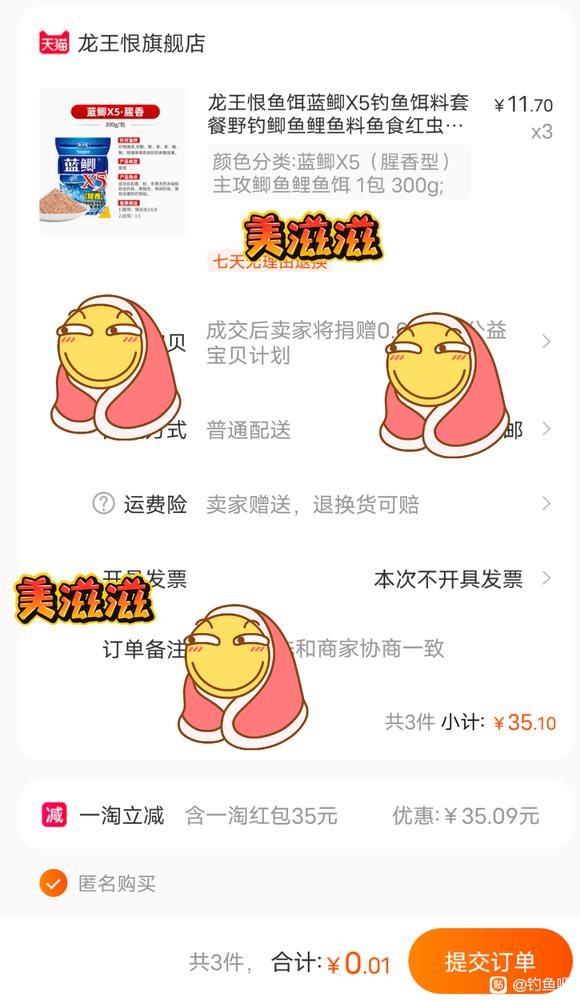 天猫 龙王恨旗舰店
蓝鲫X5·腥香
300g/包
蓝鲫
X5
龙王恨鱼饵蓝鲫X5钓鱼饵料套 ¥11.70
餐野钓鲫鱼鲤鱼料鱼食红虫… x3
颜色分类:蓝鲫X5（腥香型）
主攻鲫鱼鲤鱼饵 1包 300g;
美滋滋
七天无理由退换
贝 成交后卖家将捐赠0. 公益
宝贝计划
方式 普通配送 邮
运费险 卖家赠送，退换货可赔
美滋滋
开具发票 本次不开具发票
订单备注 和商家协商一致
共3件 小计: ¥35.10
减 一淘立减 含一淘红包35元 优惠:¥35.09元
匿名购买
共3件， 合计:¥0.01 提交订单
贴 @钓鱼吧